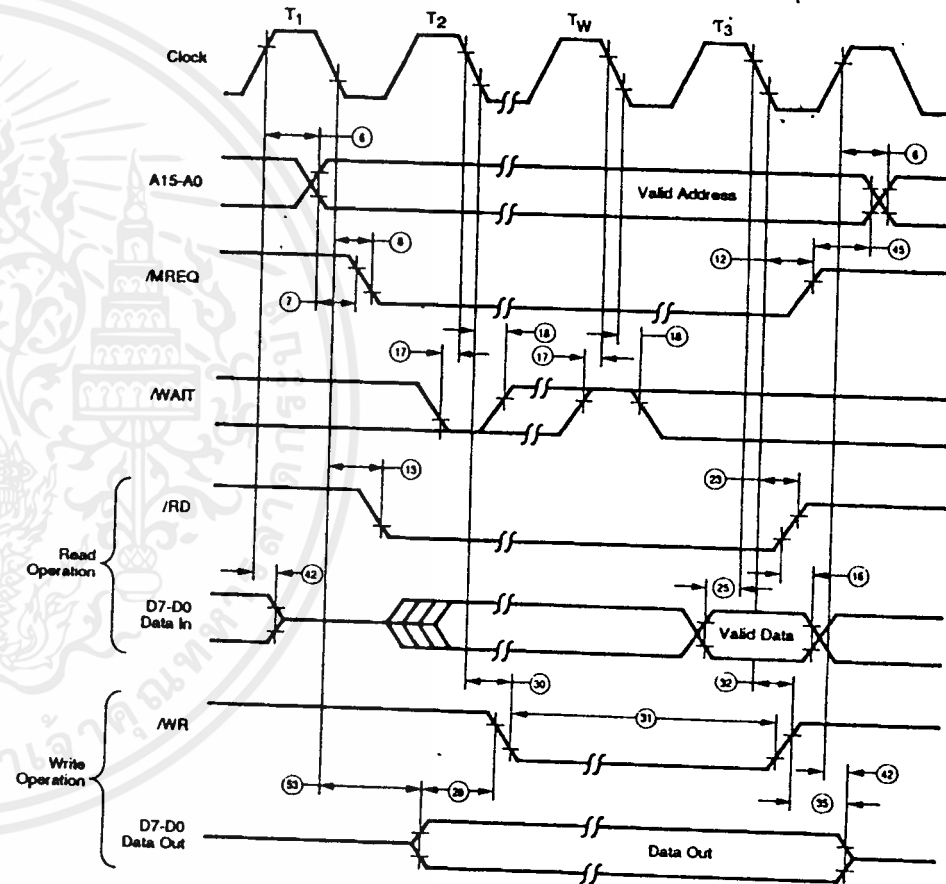 T1 T2 TW T3
Clock
6 6
A15-A0 Valid Address
8 12 45
/MREQ
7
17 18 17 18
/WAIT
13 23
/RD
Read
Operation
42 25 16
D7-D0
Data In
Valid Data
30 32
/WR
31
Write
Operation
53 29 35 42
D7-D0
Data Out
Data Out